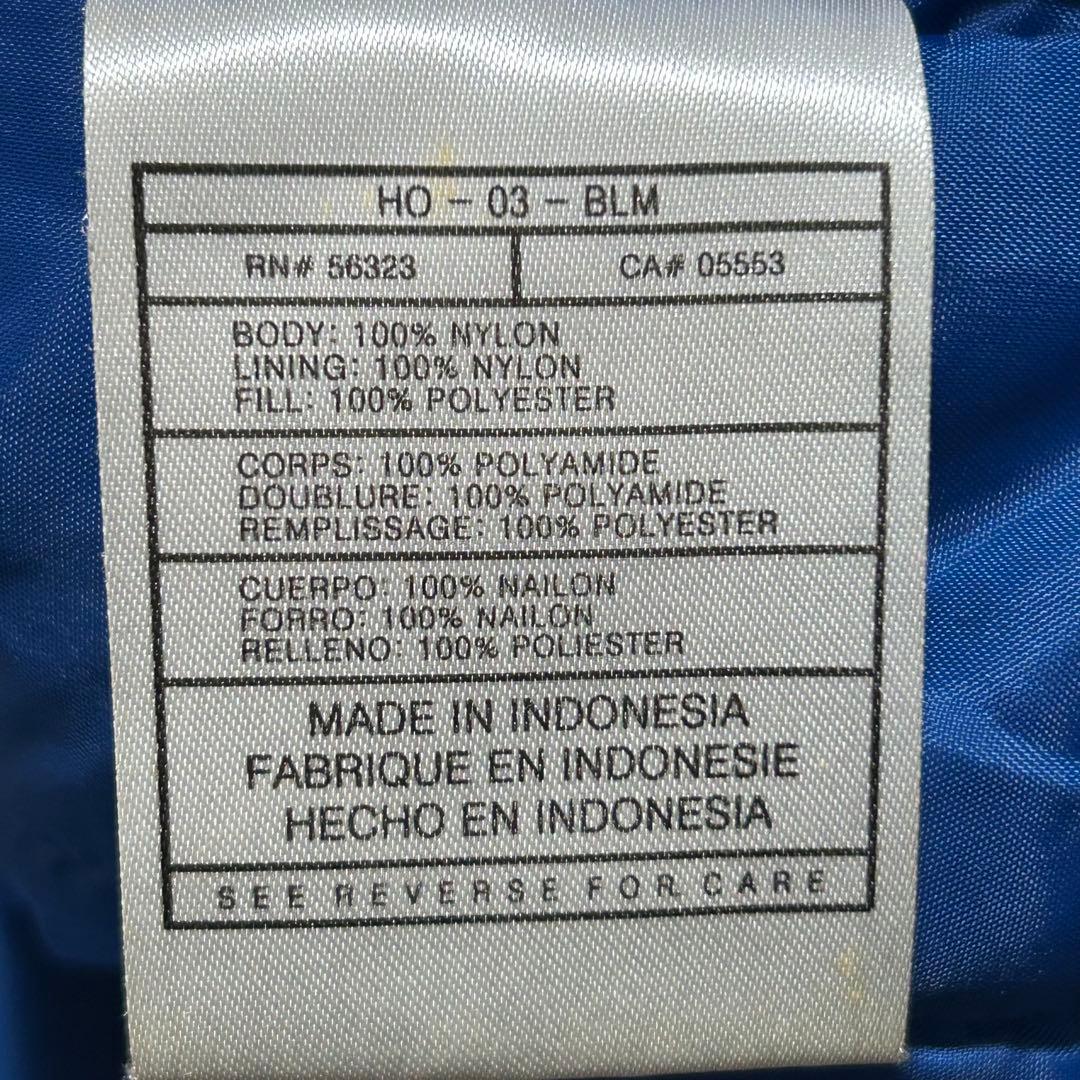 HO - 03 - BLM
RN# 56323 CA# 05553
BODY: 100% NYLON
LINING: 100% NYLON
FILL: 100% POLYESTER
CORPS: 100% POLYAMIDE
DOUBLURE: 100% POLYAMIDE
REMPLISSAGE: 100% POLYESTER
CUERPO: 100% NAILON
FORRO: 100% NAILON
RELLENO: 100% POLIESTER
MADE IN INDONESIA
FABRIQUE EN INDONESIE
HECHO EN INDONESIA
SEE REVERSE FOR CARE